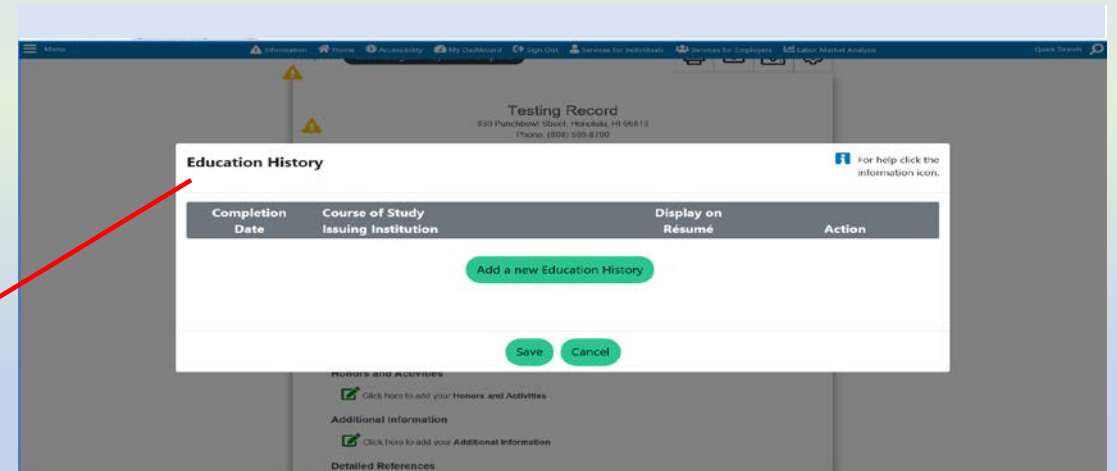 Menu
Information Home Accessibility My Dashboard Sign Out Services for Individuals Services for Employers Labor Market Analysis Quick Search
Testing Record
830 Punchbowl Street, Honolulu, HI 96813
Phone: (808) 586-8700
Education History
For help click the
information icon.
Completion Date
Course of Study
Issuing Institution
Display on Résumé
Action
Add a new Education History
Save Cancel
Honors and Activities
Click here to add your Honors and Activities
Additional Information
Click here to add your Additional Information
Detailed References